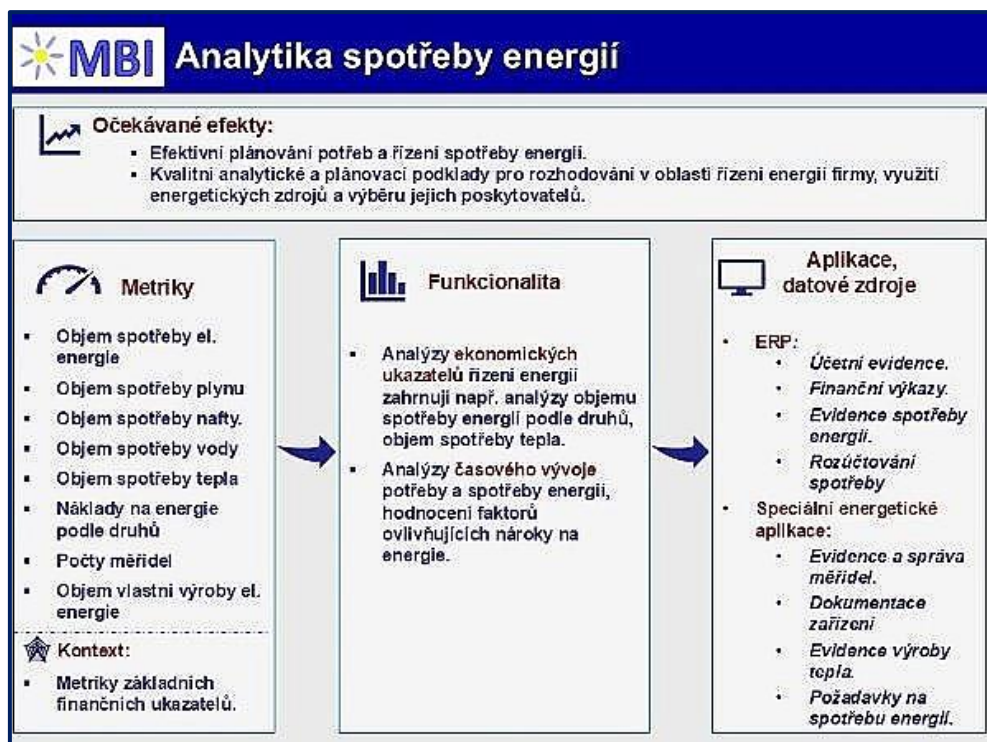 MBI Analytika spotřeby energií
Očekávané efekty:
▪ Efektivní plánování potřeb a řízení spotřeby energií.
▪ Kvalitní analytické a plánovací podklady pro rozhodování v oblasti řízení energií firmy, využití
energetických zdrojů a výběru jejich poskytovatelů.
Metriky
▪ Objem spotřeby el.
energie
▪ Objem spotřeby plynu
▪ Objem spotřeby nafty.
▪ Objem spotřeby vody
▪ Objem spotřeby tepla
▪ Náklady na energie
podle druhů
▪ Počty měřidel
▪ Objem vlastní výroby el.
energie
Kontext:
▪ Metriky základních
finančních ukazatelů.
Funkcionalita
▪ Analýzy ekonomických
ukazatelů řízení energií
zahrnují např. analýzy objemu
spotřeby energií podle druhů,
objem spotřeby tepla.
▪ Analýzy časového vývoje
potřeby a spotřeby energií,
hodnocení faktorů
ovlivňujících nároky na
energie.
Aplikace,
datové zdroje
• ERP:
• Účetní evidence.
• Finanční výkazy.
• Evidence spotřeby
energií.
• Rozúčtování
spotřeby
• Speciální energetické
aplikace:
• Evidence a správa
měřidel.
• Dokumentace
zařízení
• Evidence výroby
tepla.
• Požadavky na
spotřebu energií.